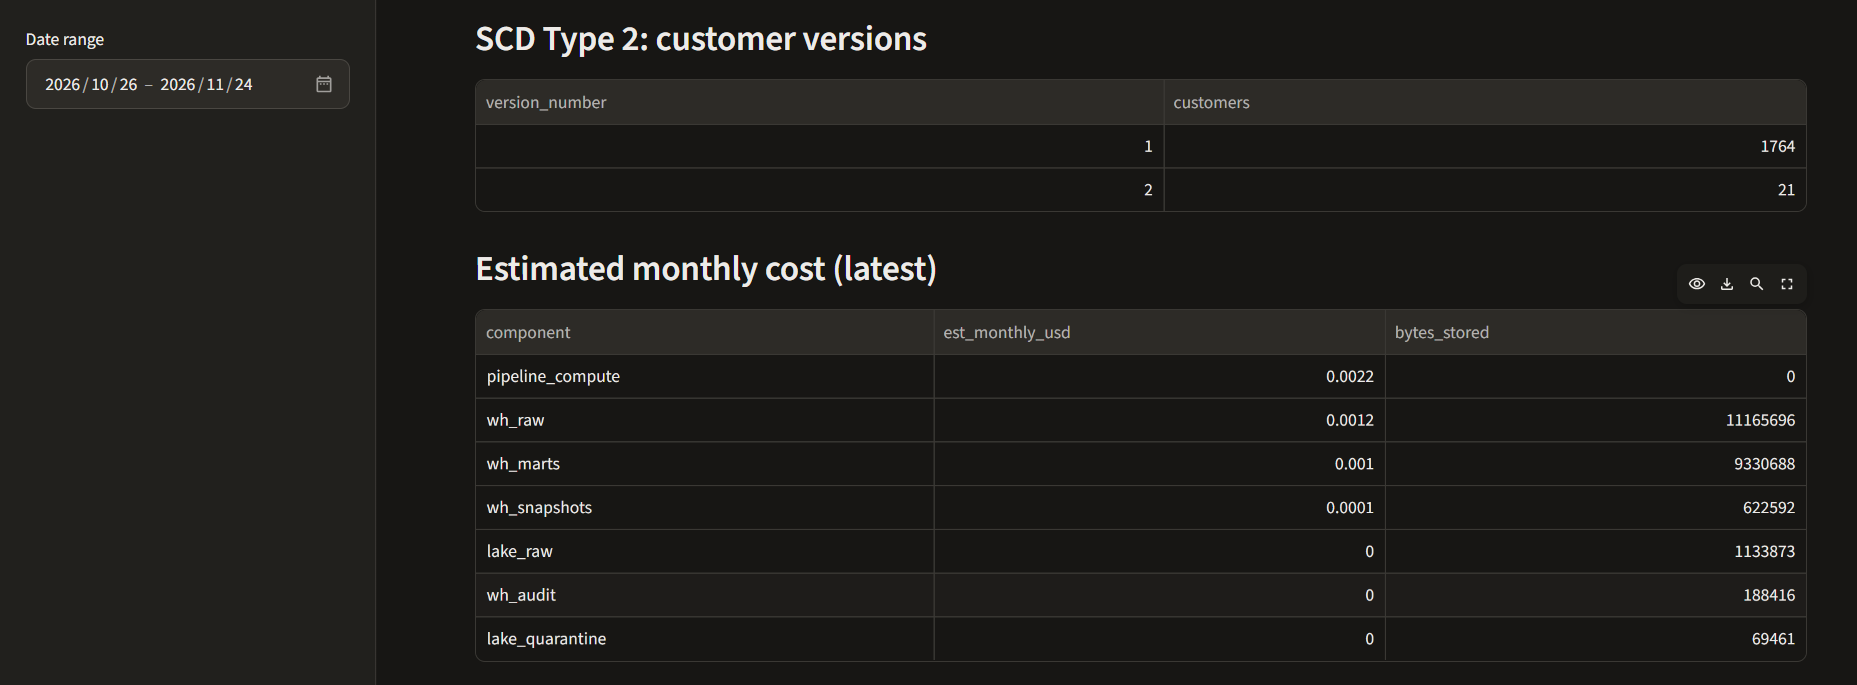 Date range
2026/10/26 – 2026/11/24
SCD Type 2: customer versions
version_number customers
1 1764
2 21
Estimated monthly cost (latest)
component est_monthly_usd bytes_stored
pipeline_compute 0.0022 0
wh_raw 0.0012 11165696
wh_marts 0.001 9330688
wh_snapshots 0.0001 622592
lake_raw 0 1133873
wh_audit 0 188416
lake_quarantine 0 69461